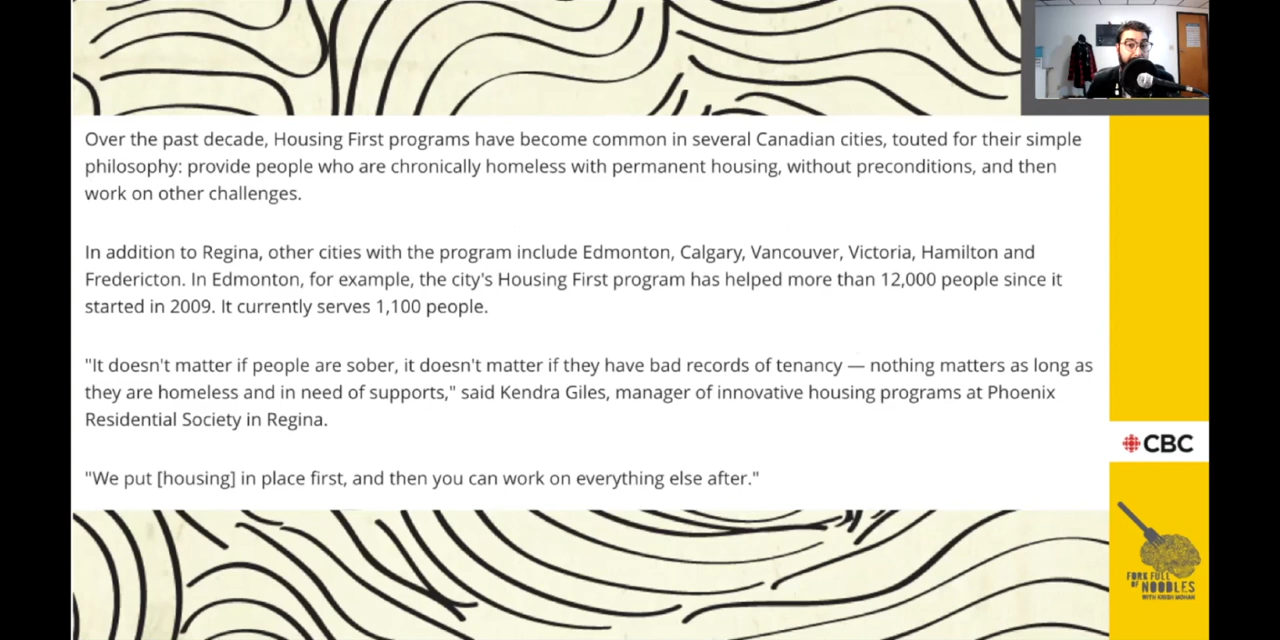 Over the past decade, Housing First programs have become common in several Canadian cities, touted for their simple
philosophy: provide people who are chronically homeless with permanent housing, without preconditions, and then
work on other challenges.
In addition to Regina, other cities with the program include Edmonton, Calgary, Vancouver, Victoria, Hamilton and
Fredericton. In Edmonton, for example, the city's Housing First program has helped more than 12,000 people since it
started in 2009. It currently serves 1,100 people.
"It doesn't matter if people are sober, it doesn't matter if they have bad records of tenancy — nothing matters as long as
they are homeless and in need of supports," said Kendra Giles, manager of innovative housing programs at Phoenix
Residential Society in Regina.
"We put [housing] in place first, and then you can work on everything else after."
CBC
FORK FULL
OF NOODLES
WITH KRISH MOHAN